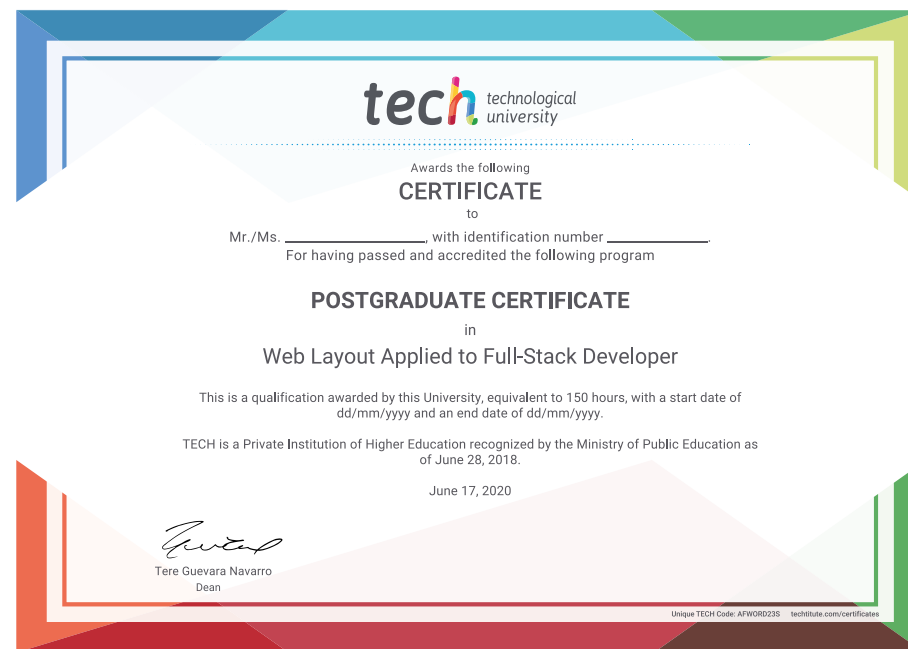 tech technological
university
Awards the following
CERTIFICATE
to
Mr./Ms. ____________________, with identification number __________________.
For having passed and accredited the following program
POSTGRADUATE CERTIFICATE
in
Web Layout Applied to Full-Stack Developer
This is a qualification awarded by this University, equivalent to 150 hours, with a start date of
dd/mm/yyyy and an end date of dd/mm/yyyy.
TECH is a Private Institution of Higher Education recognized by the Ministry of Public Education as
of June 28, 2018.
June 17, 2020
Tere Guevara Navarro
Dean
Unique TECH Code: AFWORD23S techtitute.com/certificates